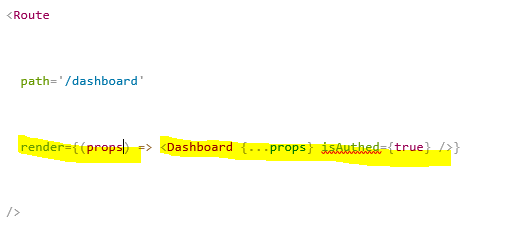 <Route
path='/dashboard'
render={(props) => <Dashboard {...props} isAuthed={true} />}
/>